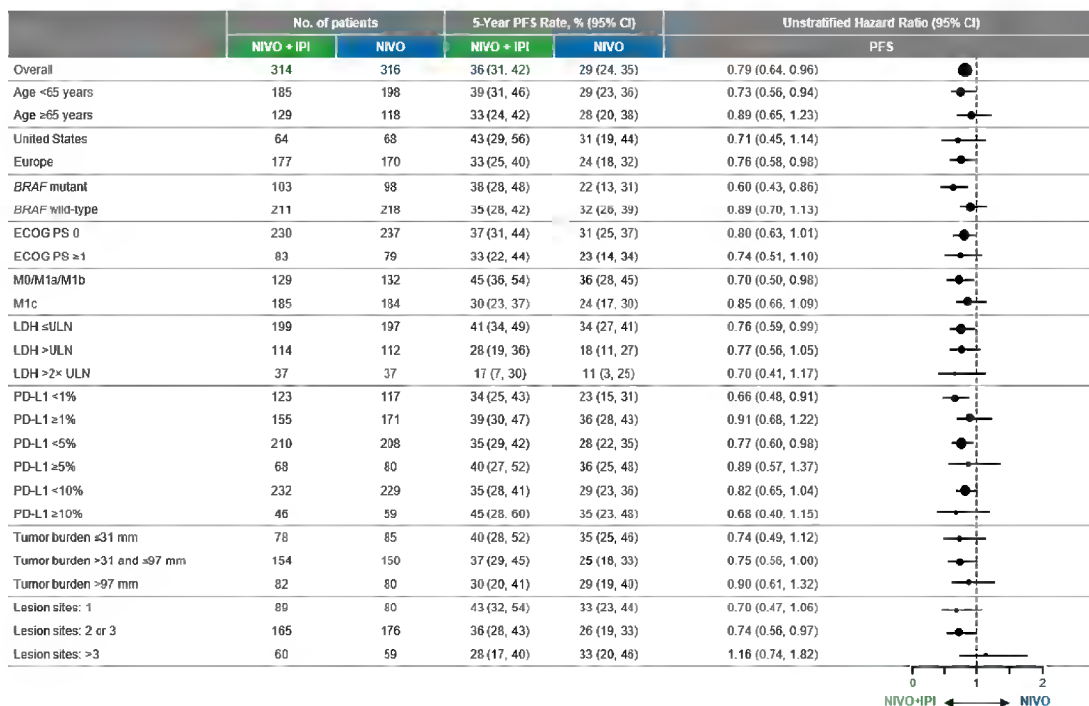 No. of patients 5-Year PFS Rate, % (95% CI) Unstratified Hazard Ratio (95% CI)
NIVO + IPI NIVO NIVO + IPI NIVO PFS
Overall 314 316 36 (31, 42) 29 (24, 35) 0.79 (0.64, 0.96)
Age <65 years 185 198 39 (31, 46) 29 (23, 36) 0.73 (0.56, 0.94)
Age ≥65 years 129 118 33 (24, 42) 28 (20, 38) 0.89 (0.65, 1.23)
United States 64 68 43 (29, 56) 31 (19, 44) 0.71 (0.45, 1.14)
Europe 177 170 33 (25, 40) 24 (18, 32) 0.76 (0.58, 0.98)
BRAF mutant 103 98 38 (28, 48) 22 (13, 31) 0.60 (0.43, 0.86)
BRAF wild-type 211 218 35 (28, 42) 32 (26, 39) 0.89 (0.70, 1.13)
ECOG PS 0 230 237 37 (31, 44) 31 (25, 37) 0.80 (0.63, 1.01)
ECOG PS ≥1 83 79 33 (22, 44) 23 (14, 34) 0.74 (0.51, 1.10)
M0/M1a/M1b 129 132 45 (36, 54) 36 (28, 45) 0.70 (0.50, 0.98)
M1c 185 184 30 (23, 37) 24 (17, 30) 0.85 (0.66, 1.09)
LDH ≤ULN 199 197 41 (34, 49) 34 (27, 41) 0.76 (0.59, 0.99)
LDH >ULN 114 112 28 (19, 36) 18 (11, 27) 0.77 (0.56, 1.05)
LDH >2× ULN 37 37 17 (7, 30) 11 (3, 25) 0.70 (0.41, 1.17)
PD-L1 <1% 123 117 34 (25, 43) 23 (15, 31) 0.66 (0.48, 0.91)
PD-L1 ≥1% 155 171 39 (30, 47) 36 (28, 43) 0.91 (0.68, 1.22)
PD-L1 <5% 210 208 35 (29, 42) 28 (22, 35) 0.77 (0.60, 0.98)
PD-L1 ≥5% 68 80 40 (27, 52) 36 (25, 48) 0.89 (0.57, 1.37)
PD-L1 <10% 232 229 35 (28, 41) 29 (23, 36) 0.82 (0.65, 1.04)
PD-L1 ≥10% 46 59 45 (28, 60) 35 (23, 48) 0.68 (0.40, 1.15)
Tumor burden ≤31 mm 78 85 40 (28, 52) 35 (25, 46) 0.74 (0.49, 1.12)
Tumor burden >31 and ≤97 mm 154 150 37 (29, 45) 25 (18, 33) 0.75 (0.56, 1.00)
Tumor burden >97 mm 82 80 30 (20, 41) 29 (19, 40) 0.90 (0.61, 1.32)
Lesion sites: 1 89 80 43 (32, 54) 33 (23, 44) 0.70 (0.47, 1.06)
Lesion sites: 2 or 3 165 176 36 (28, 43) 26 (19, 33) 0.74 (0.56, 0.97)
Lesion sites: >3 60 59 28 (17, 40) 33 (20, 46) 1.16 (0.74, 1.82)
0 1 2
NIVO+IPI NIVO